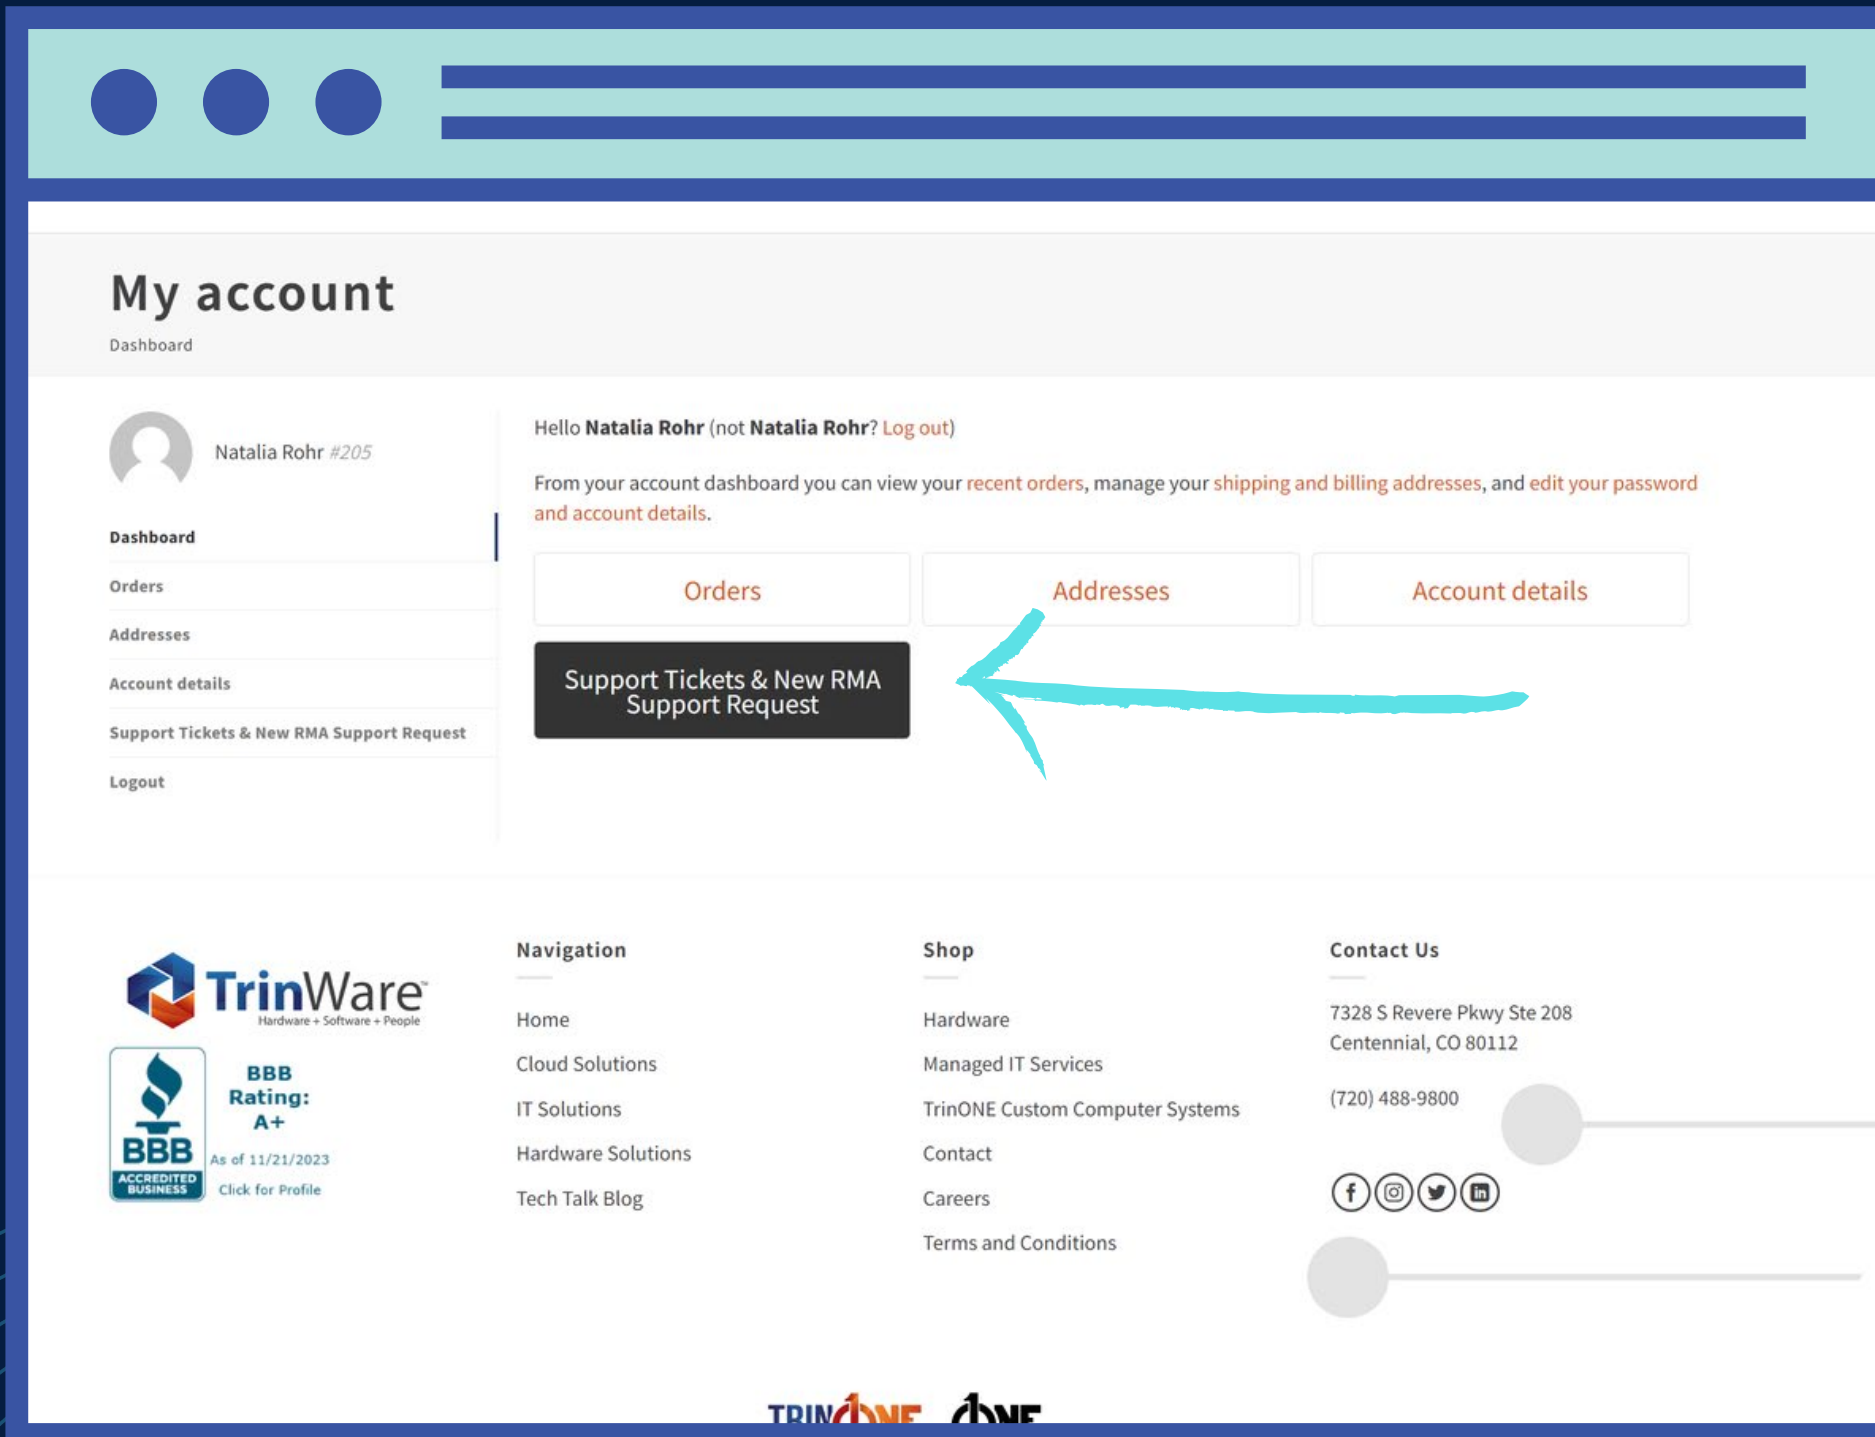 My account
Dashboard
Natalia Rohr #205
Dashboard
Orders
Addresses
Account details
Support Tickets & New RMA Support Request
Logout
Hello Natalia Rohr (not Natalia Rohr? Log out)
From your account dashboard you can view your recent orders, manage your shipping and billing addresses, and edit your password
and account details.
Orders
Addresses
Account details
Support Tickets & New RMA
Support Request
TrinWare™
Hardware + Software + People
BBB
ACCREDITED
BUSINESS
BBB
Rating:
A+
As of 11/21/2023
Click for Profile
Navigation
Home
Cloud Solutions
IT Solutions
Hardware Solutions
Tech Talk Blog
Shop
Hardware
Managed IT Services
TrinONE Custom Computer Systems
Contact
Careers
Terms and Conditions
Contact Us
7328 S Revere Pkwy Ste 208
Centennial, CO 80112
(720) 488-9800
TRINONE ONE